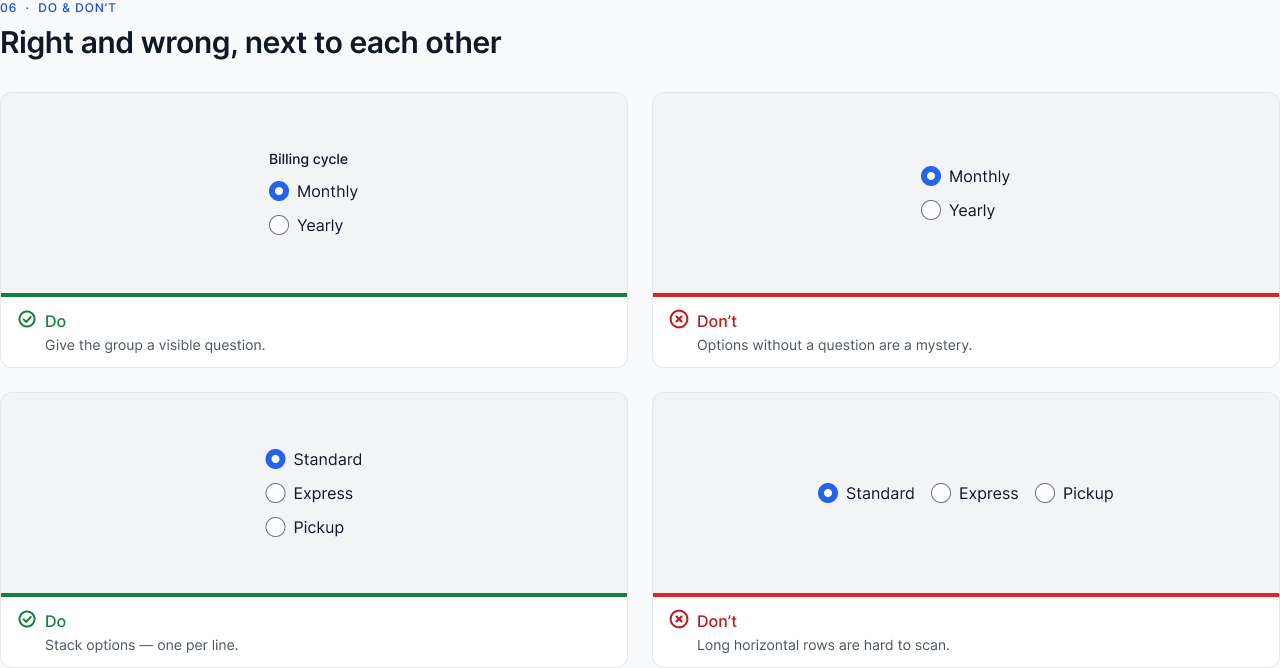 06 · DO & DON’T
Right and wrong, next to each other
Billing cycle
Monthly
Yearly
Do
Give the group a visible question.
Monthly
Yearly
Don’t
Options without a question are a mystery.
Standard
Express
Pickup
Do
Stack options — one per line.
Standard Express Pickup
Don’t
Long horizontal rows are hard to scan.